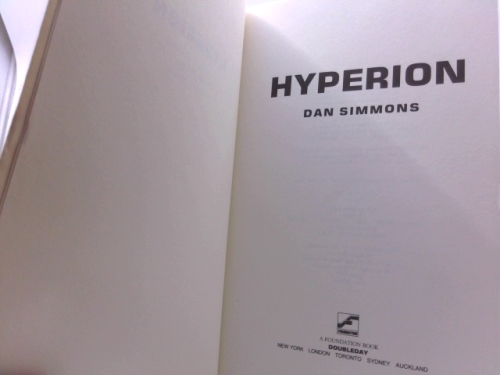 HYPERION
DAN SIMMONS
A FOUNDATION BOOK
DOUBLEDAY
NEW YORK LONDON TORONTO SYDNEY AUCKLAND